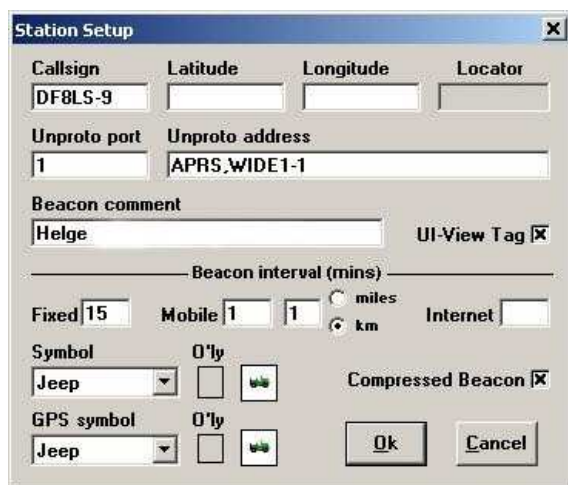 Station Setup
Callsign Latitude Longitude Locator
DF8LS-9
Unproto port Unproto address
1 APRS,WIDE1-1
Beacon comment
Helge UI-View Tag
Beacon interval (mins)
Fixed 15 Mobile 1 1 miles km Internet
Symbol O'ly
Jeep Compressed Beacon
GPS symbol O'ly
Jeep Ok Cancel